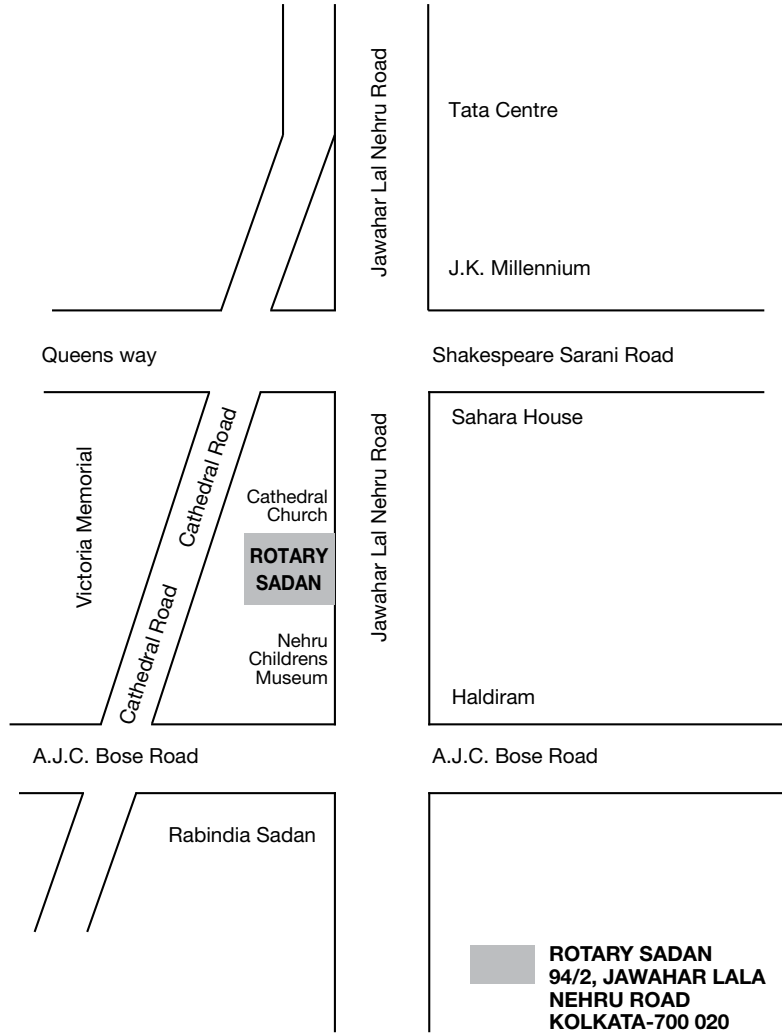 Jawahar Lal Nehru Road
Tata Centre
J.K. Millennium
Queens way
Shakespeare Sarani Road
Sahara House
Cathedral Road
Victoria Memorial
Cathedral
Church
Jawahar Lal Nehru Road
ROTARY
SADAN
Cathedral Road
Nehru
Childrens
Museum
Haldiram
A.J.C. Bose Road
A.J.C. Bose Road
Rabindia Sadan
ROTARY SADAN
94/2, JAWAHAR LALA
NEHRU ROAD
KOLKATA-700 020